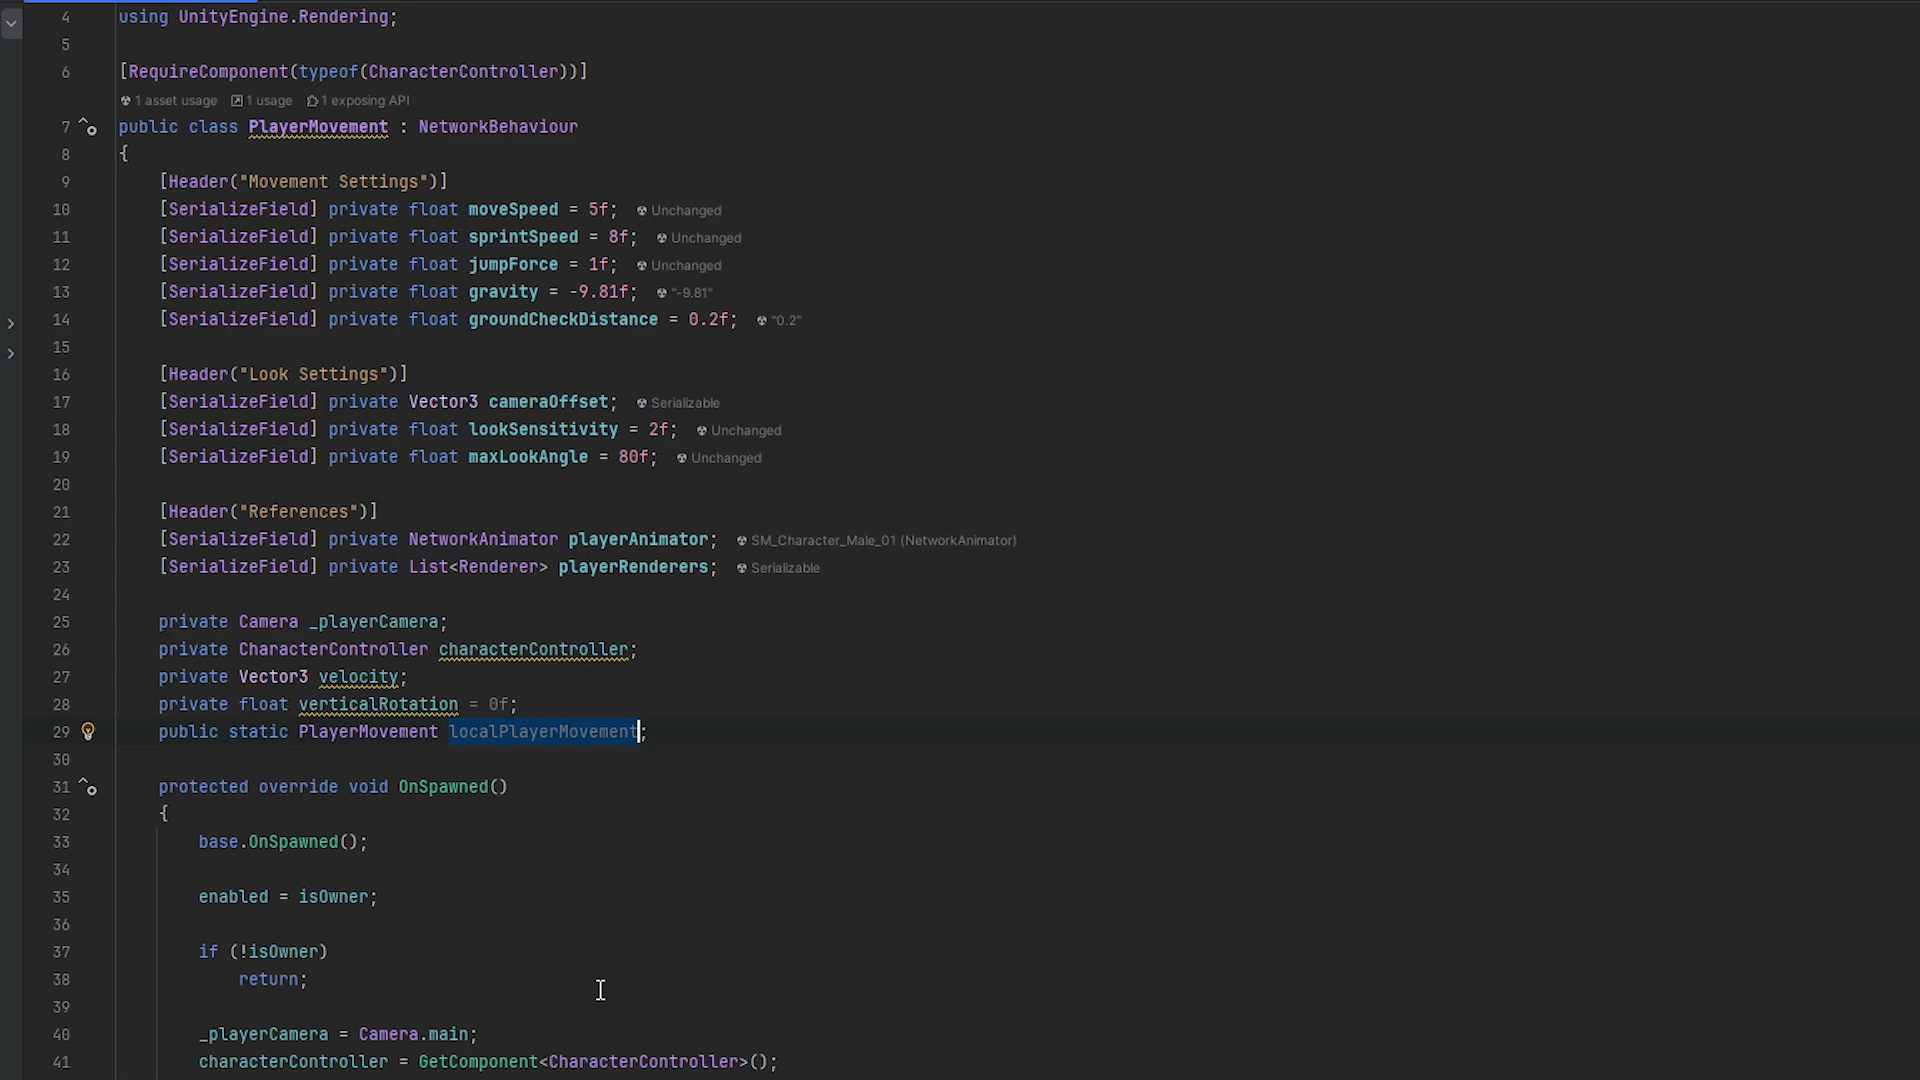 4 using UnityEngine.Rendering;
5
6 [RequireComponent(typeof(CharacterController))]
1 asset usage 1 usage 1 exposing API
7 public class PlayerMovement : NetworkBehaviour
8 {
9 [Header("Movement Settings")]
10 [SerializeField] private float moveSpeed = 5f; Unchanged
11 [SerializeField] private float sprintSpeed = 8f; Unchanged
12 [SerializeField] private float jumpForce = 1f; Unchanged
13 [SerializeField] private float gravity = -9.81f; "-9.81"
14 [SerializeField] private float groundCheckDistance = 0.2f; "0.2"
15
16 [Header("Look Settings")]
17 [SerializeField] private Vector3 cameraOffset; Serializable
18 [SerializeField] private float lookSensitivity = 2f; Unchanged
19 [SerializeField] private float maxLookAngle = 80f; Unchanged
20
21 [Header("References")]
22 [SerializeField] private NetworkAnimator playerAnimator; SM_Character_Male_01 (NetworkAnimator)
23 [SerializeField] private List<Renderer> playerRenderers; Serializable
24
25 private Camera _playerCamera;
26 private CharacterController characterController;
27 private Vector3 velocity;
28 private float verticalRotation = 0f;
29 public static PlayerMovement localPlayerMovement;
30
31 protected override void OnSpawned()
32 {
33 base.OnSpawned();
34
35 enabled = isOwner;
36
37 if (!isOwner)
38 return;
39
40 _playerCamera = Camera.main;
41 characterController = GetComponent<CharacterController>();